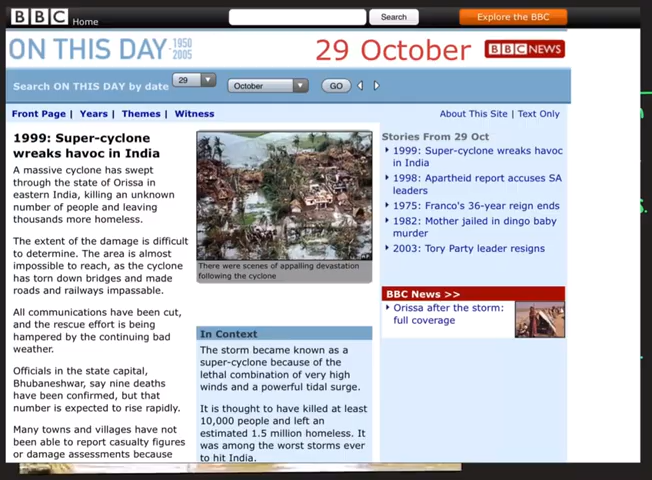 BBC Home
Search
Explore the BBC
ON THIS DAY 1950 2005
29 October
BBC NEWS
Search ON THIS DAY by date
29
October
GO
Front Page | Years | Themes | Witness
About This Site | Text Only
1999: Super-cyclone
wreaks havoc in India
A massive cyclone has swept
through the state of Orissa in
eastern India, killing an unknown
number of people and leaving
thousands more homeless.
The extent of the damage is difficult
to determine. The area is almost
impossible to reach, as the cyclone
has torn down bridges and made
roads and railways impassable.
All communications have been cut,
and the rescue effort is being
hampered by the continuing bad
weather.
Officials in the state capital,
Bhubaneshwar, say nine deaths
have been confirmed, but that
number is expected to rise rapidly.
Many towns and villages have not
been able to report casualty figures
or damage assessments because
There were scenes of appalling devastation
following the cyclone
In Context
The storm became known as a
super-cyclone because of the
lethal combination of very high
winds and a powerful tidal surge.
It is thought to have killed at least
10,000 people and left an
estimated 1.5 million homeless. It
was among the worst storms ever
to hit India.
Stories From 29 Oct
1999: Super-cyclone wreaks havoc
in India
1998: Apartheid report accuses SA
leaders
1975: Franco's 36-year reign ends
1982: Mother jailed in dingo baby
murder
2003: Tory Party leader resigns
BBC News >>
Orissa after the storm:
full coverage